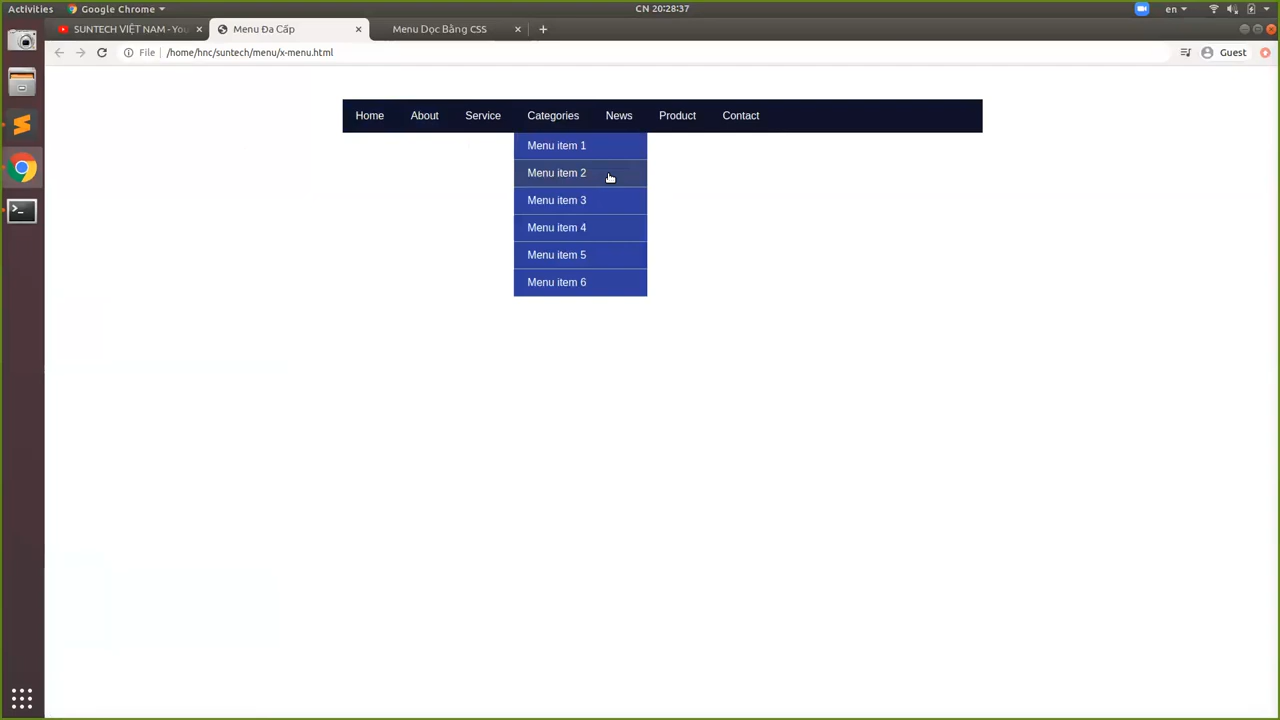 Activities
Google Chrome
CN 20:28:37
en
SUNTECH VIỆT NAM - You
Menu Đa Cấp
Menu Dọc Bằng CSS
File
/home/hnc/suntech/menu/x-menu.html
Guest
Home About Service Categories News Product Contact
Menu item 1
Menu item 2
Menu item 3
Menu item 4
Menu item 5
Menu item 6